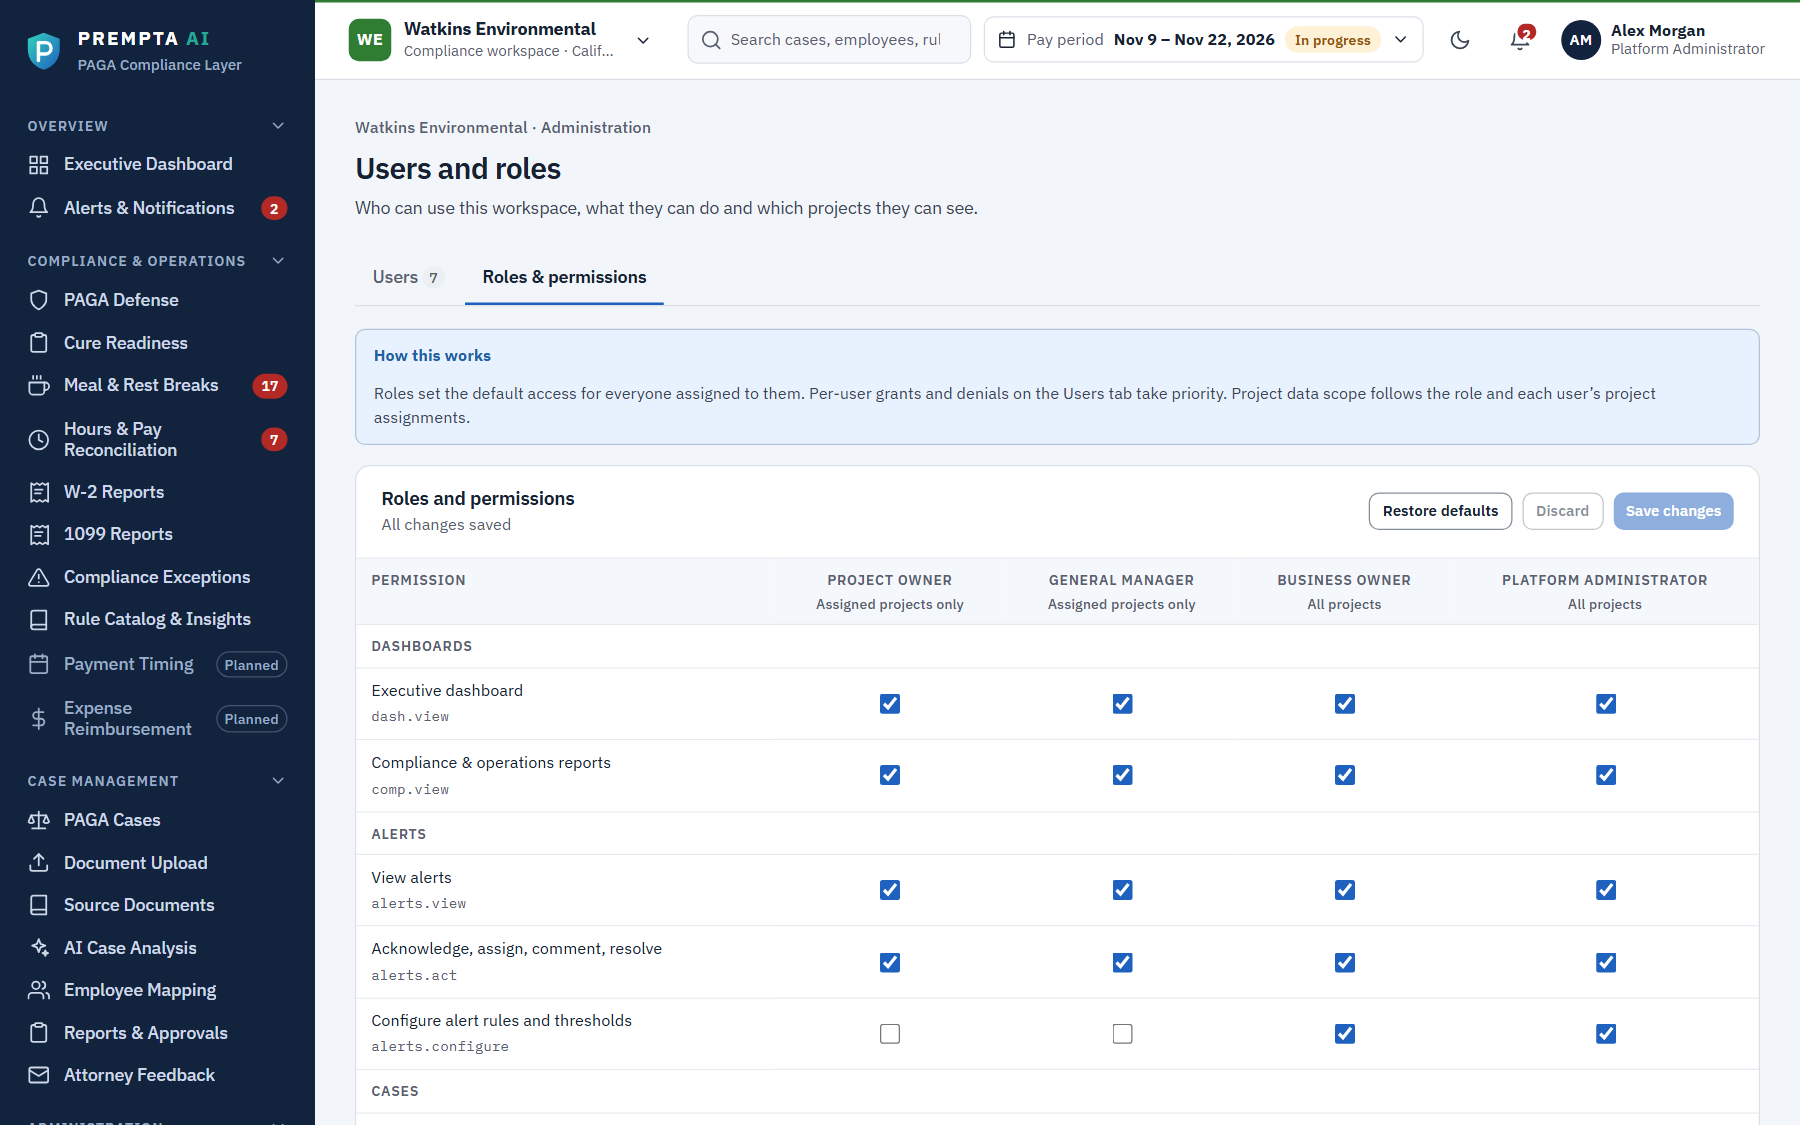 PREMPTA AI
PAGA Compliance Layer
OVERVIEW
Executive Dashboard
Alerts & Notifications
2
COMPLIANCE & OPERATIONS
PAGA Defense
Cure Readiness
Meal & Rest Breaks
17
Hours & Pay
Reconciliation
7
W-2 Reports
1099 Reports
Compliance Exceptions
Rule Catalog & Insights
Payment Timing
Planned
Expense
Reimbursement
Planned
CASE MANAGEMENT
PAGA Cases
Document Upload
Source Documents
AI Case Analysis
Employee Mapping
Reports & Approvals
Attorney Feedback
ADMINISTRATION
WE
Watkins Environmental
Compliance workspace · Calif...
Search cases, employees, rul
Pay period Nov 9 – Nov 22, 2026 In progress
2
AM
Alex Morgan
Platform Administrator
Watkins Environmental · Administration
Users and roles
Who can use this workspace, what they can do and which projects they can see.
Users 7
Roles & permissions
How this works
Roles set the default access for everyone assigned to them. Per-user grants and denials on the Users tab take priority. Project data scope follows the role and each user’s project
assignments.
Roles and permissions
All changes saved
Restore defaults
Discard
Save changes
PERMISSION
PROJECT OWNER
Assigned projects only
GENERAL MANAGER
Assigned projects only
BUSINESS OWNER
All projects
PLATFORM ADMINISTRATOR
All projects
DASHBOARDS
Executive dashboard
dash.view
Compliance & operations reports
comp.view
ALERTS
View alerts
alerts.view
Acknowledge, assign, comment, resolve
alerts.act
Configure alert rules and thresholds
alerts.configure
CASES